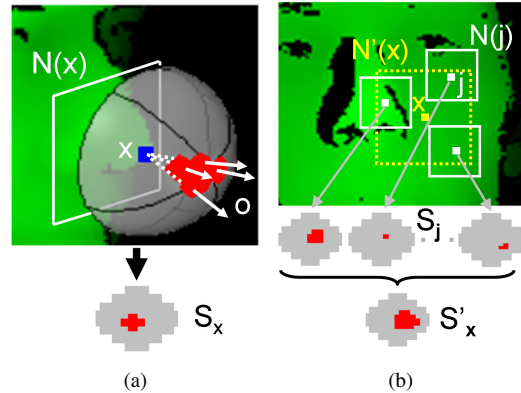 N(x)
x
o
S_x
(a)
N'(x)
N(j)
j
x
S_j
. .
S'_x
(b)